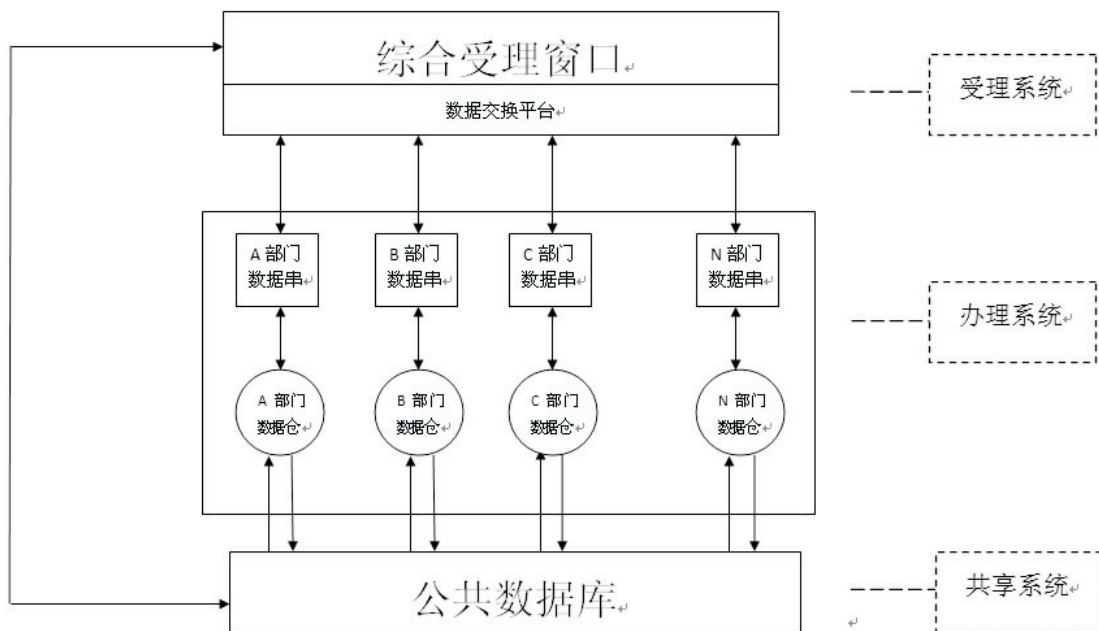 综合受理窗口
数据交换平台
受理系统
A 部门
数据串
B 部门
数据串
C 部门
数据串
N 部门
数据串
办理系统
A 部门
数据仓
B 部门
数据仓
C 部门
数据仓
N 部门
数据仓
公共数据库
共享系统